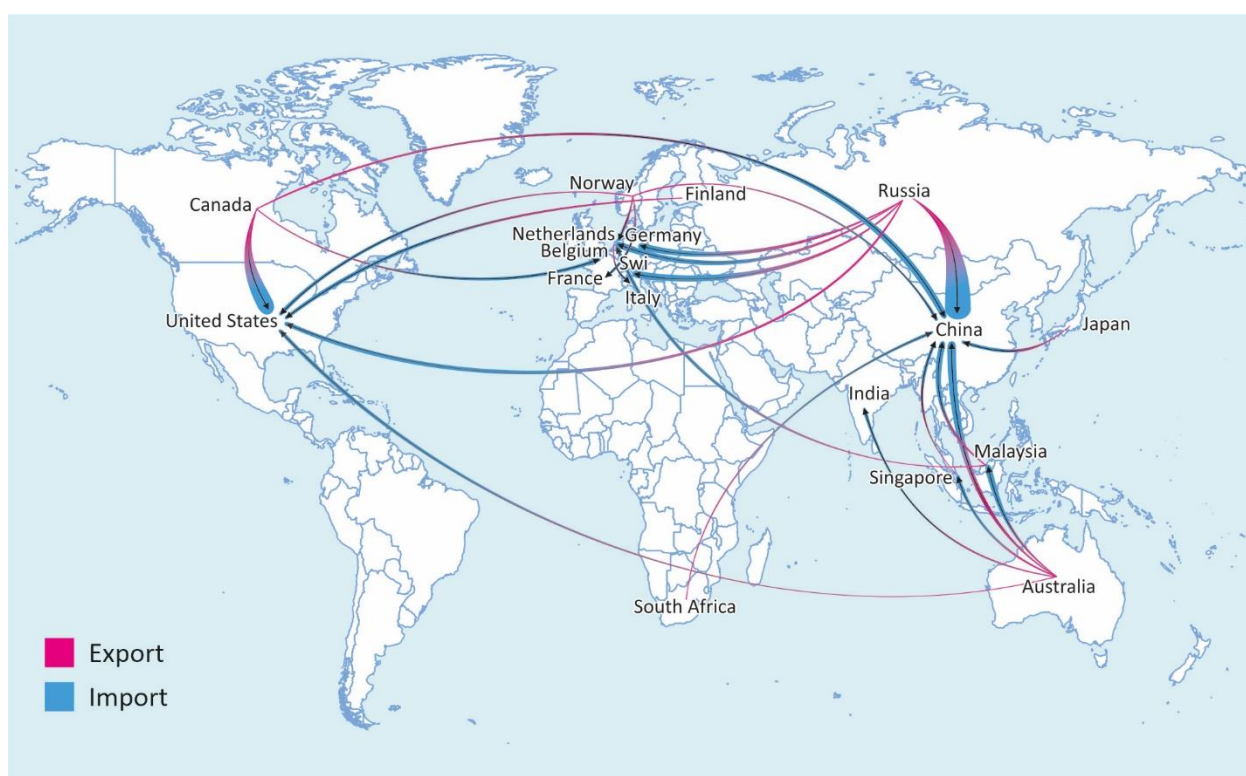 Norway
Russia
Finland
Canada
Netherlands
Germany
Belgium
Swi
France
Italy
United States
China
Japan
India
Malaysia
Singapore
Australia
South Africa
Export
Import